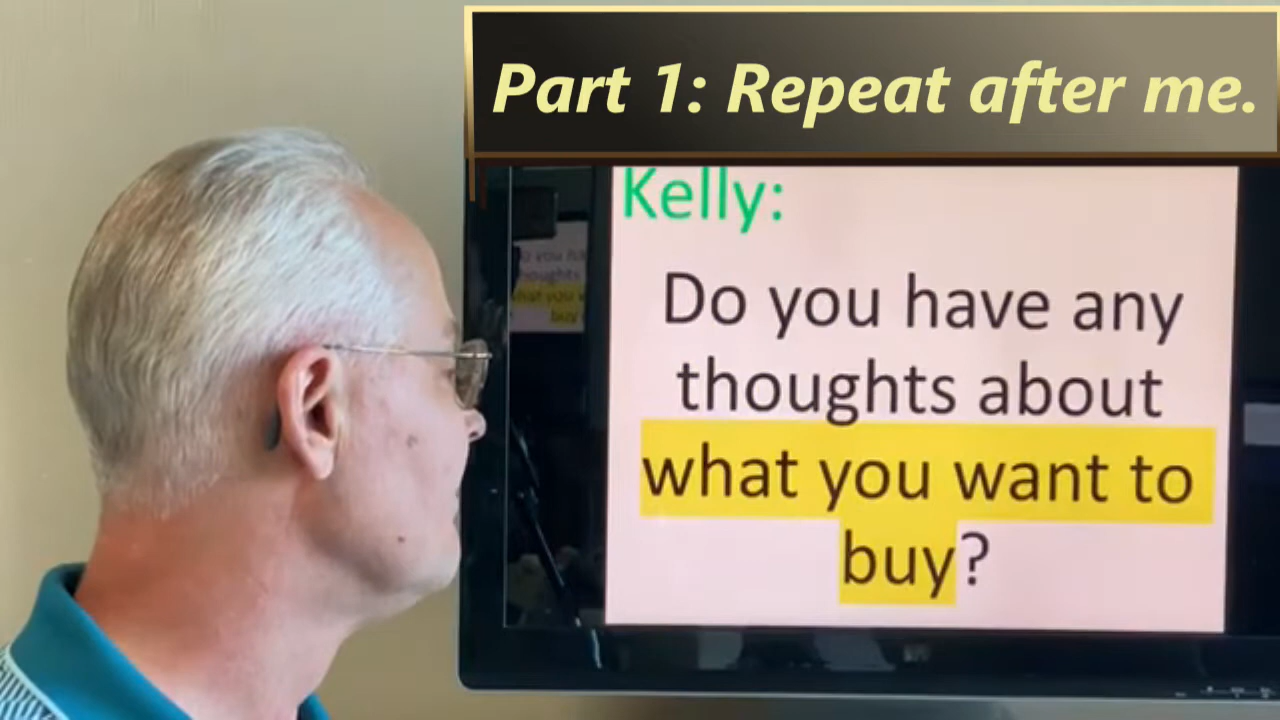 Part 1: Repeat after me.
Kelly:
Do you have any
thoughts about
what you want to
buy?